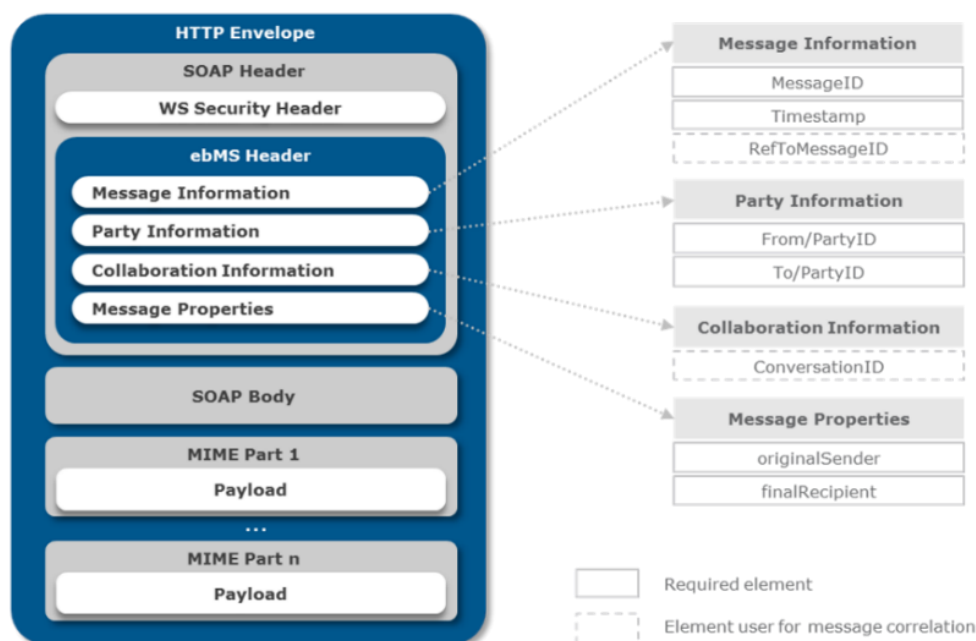 HTTP Envelope
SOAP Header
WS Security Header
ebMS Header
Message Information
Party Information
Collaboration Information
Message Properties
SOAP Body
MIME Part 1
Payload
...
MIME Part n
Payload
Message Information
MessageID
Timestamp
RefToMessageID
Party Information
From/PartyID
To/PartyID
Collaboration Information
ConversationID
Message Properties
originalSender
finalRecipient
Required element
Element user for message correlation